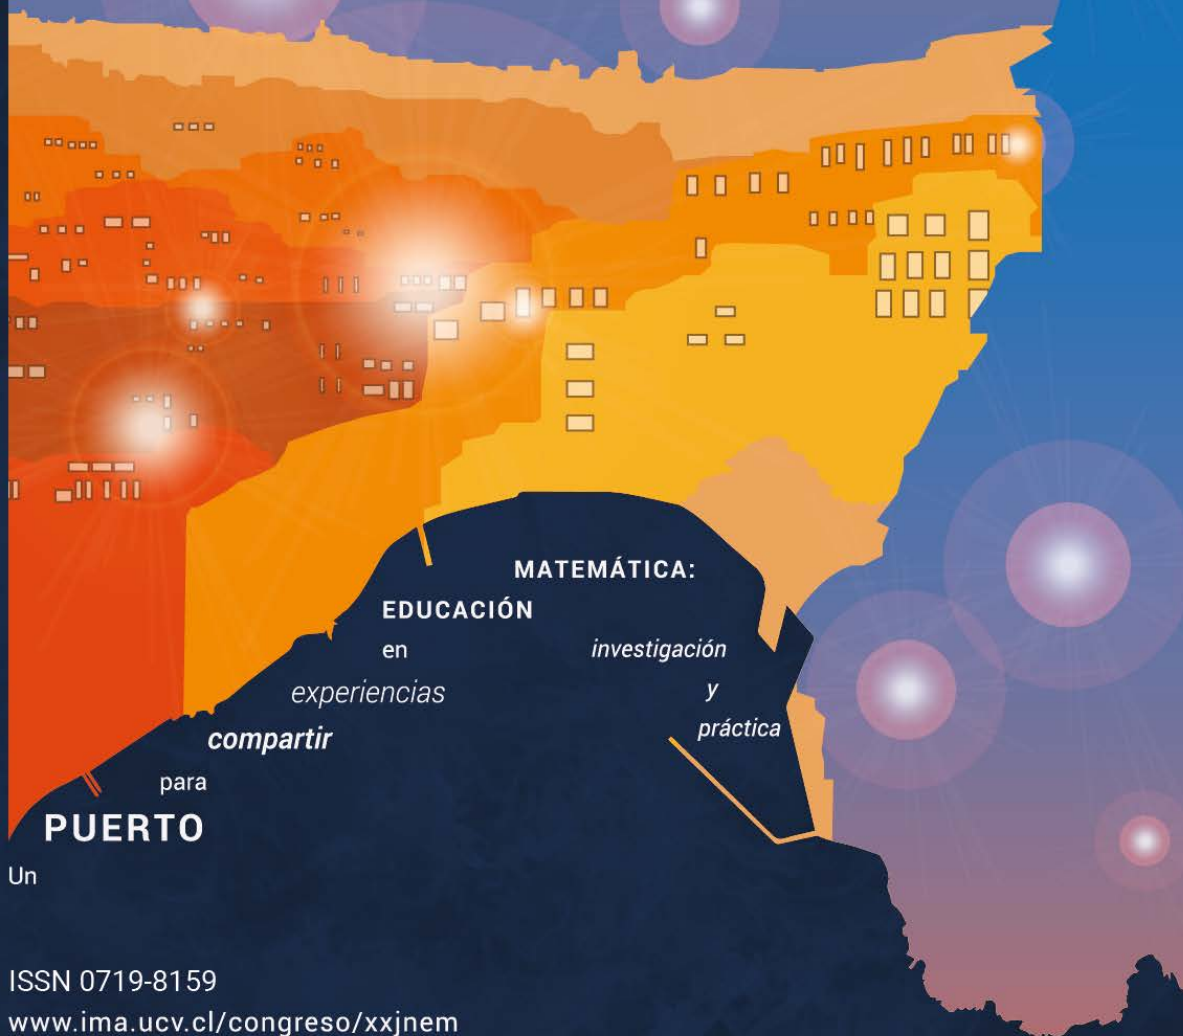 Un
PUERTO
para
compartir
experiencias
en
EDUCACIÓN
MATEMÁTICA:
investigación
y
práctica
ISSN 0719-8159
www.ima.ucv.cl/congreso/xxjnem